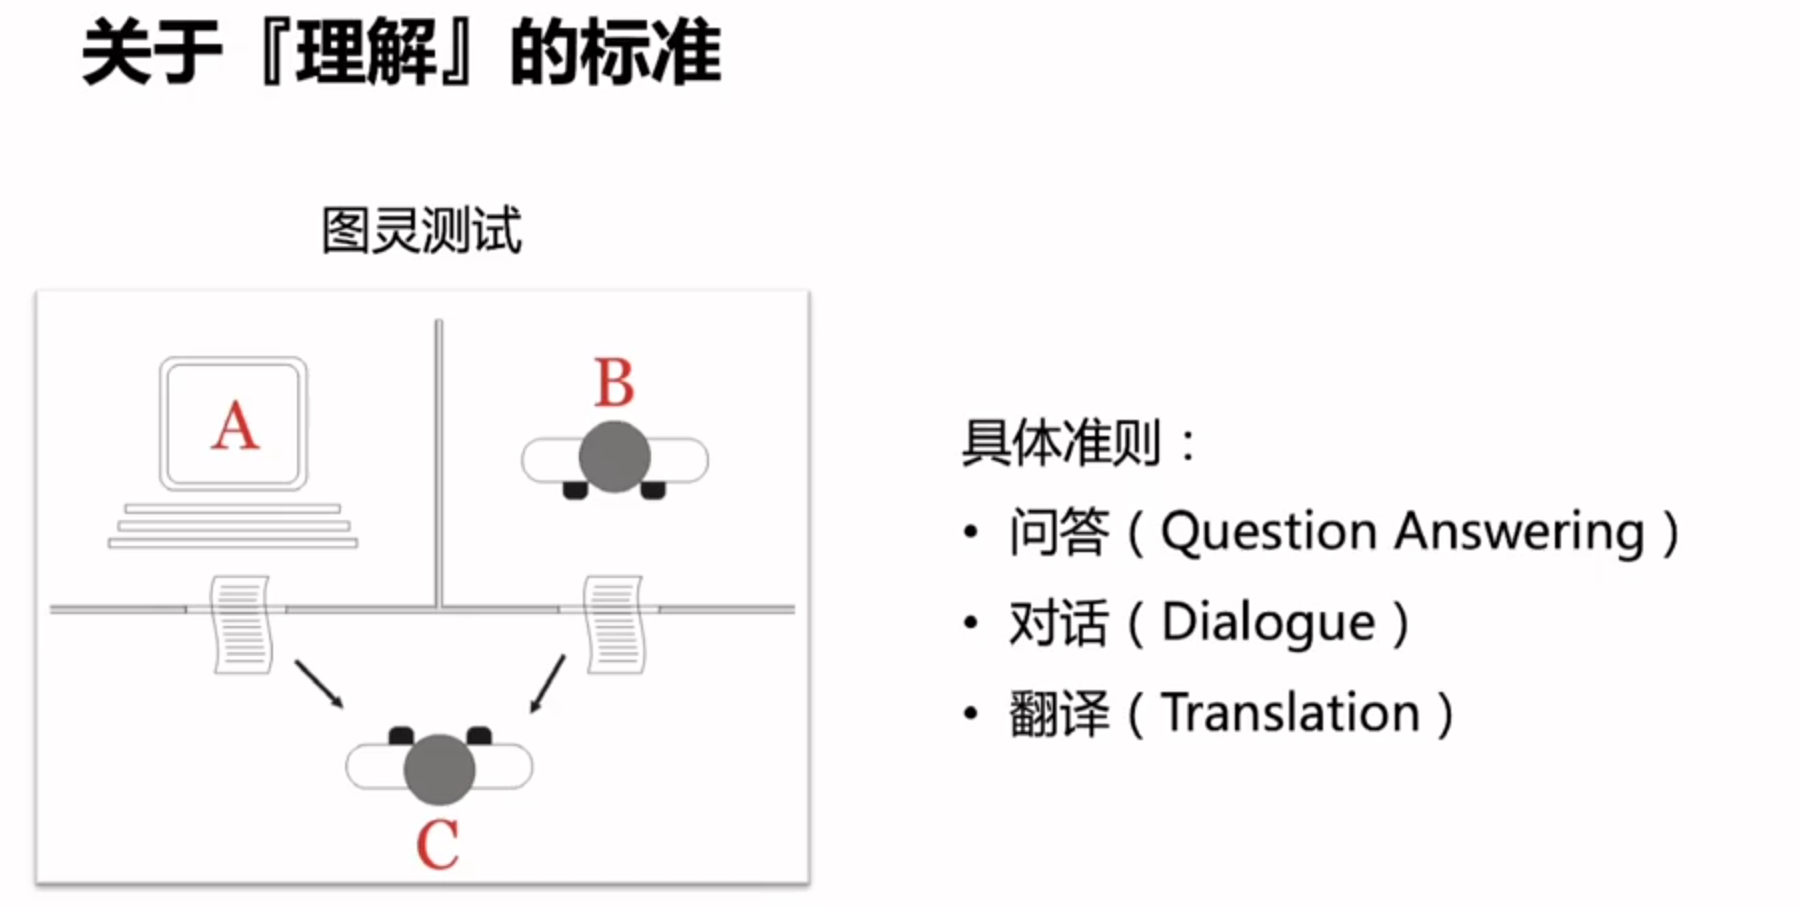 关于『理解』的标准
图灵测试
A
B
C
具体准则：
• 问答（Question Answering）
• 对话（Dialogue）
• 翻译（Translation）